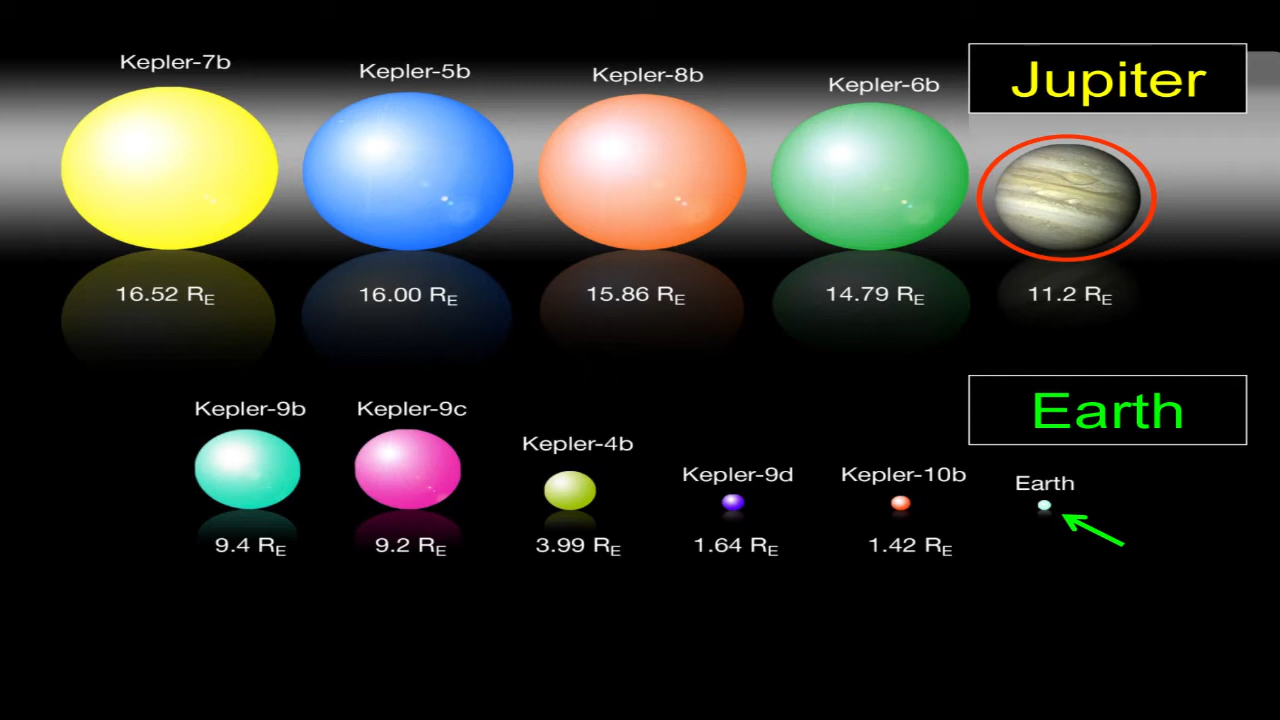 Kepler-7b
Kepler-5b
Kepler-8b
Kepler-6b
Jupiter
16.52 RE
16.00 RE
15.86 RE
14.79 RE
11.2 RE
Earth
Kepler-9b
Kepler-9c
Kepler-4b
Kepler-9d
Kepler-10b
Earth
9.4 RE
9.2 RE
3.99 RE
1.64 RE
1.42 RE